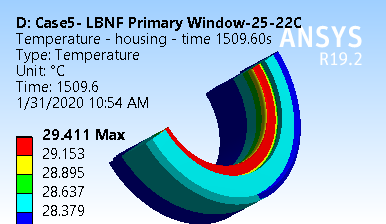 D: Case5- LBNF Primary Window-25-22C
Temperature - housing - time 1509.60s
Type: Temperature
Unit: °C
Time: 1509.6
1/31/2020 10:54 AM
ANSYS
R19.2
29.411 Max
29.153
28.895
28.637
28.379